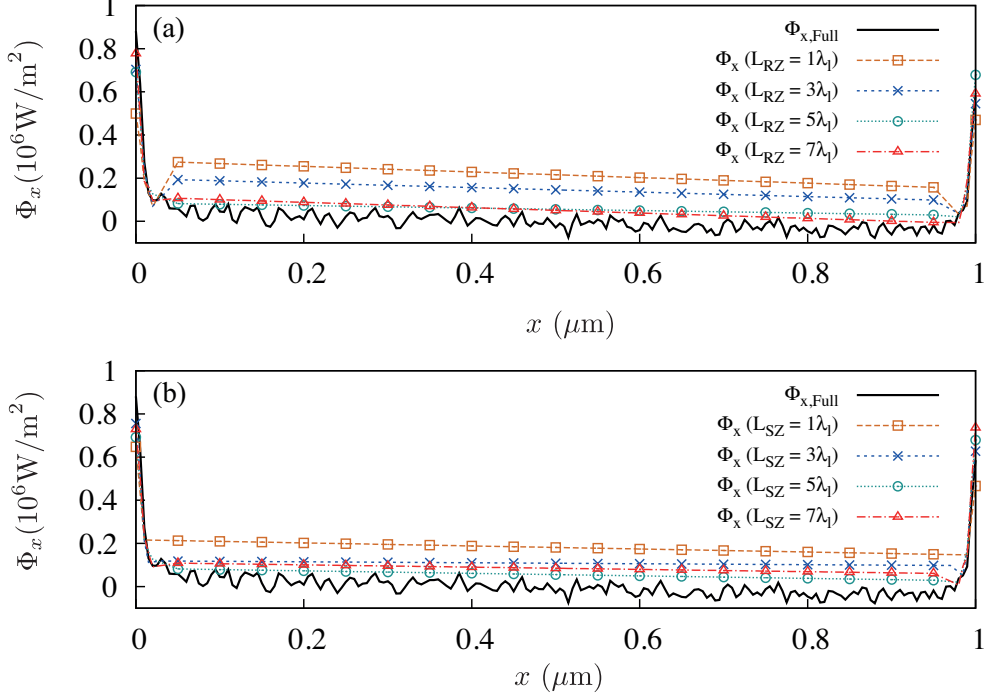 (a)
Φx (10^6W/m^2)
1
0.8
0.6
0.4
0.2
0
Φx,Full
Φx (LRZ = 1λl)
Φx (LRZ = 3λl)
Φx (LRZ = 5λl)
Φx (LRZ = 7λl)
0 0.2 0.4 0.6 0.8 1
x (μm)
(b)
Φx (10^6W/m^2)
1
0.8
0.6
0.4
0.2
0
Φx,Full
Φx (LSZ = 1λl)
Φx (LSZ = 3λl)
Φx (LSZ = 5λl)
Φx (LSZ = 7λl)
0 0.2 0.4 0.6 0.8 1
x (μm)